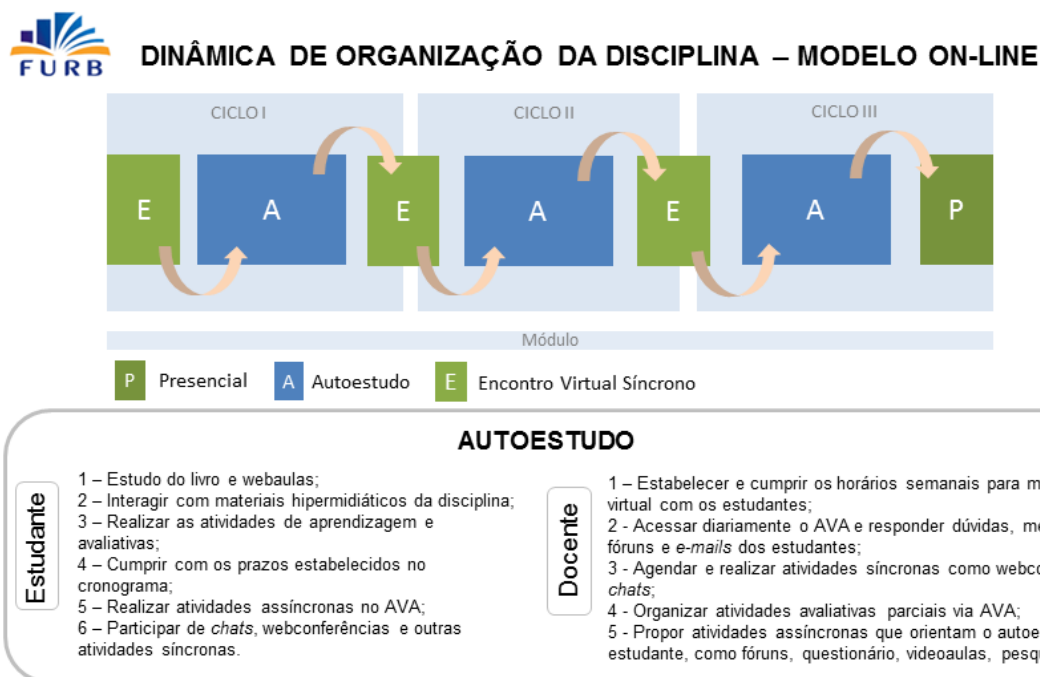 FURB
DINÂMICA DE ORGANIZAÇÃO DA DISCIPLINA – MODELO ON-LINE
CICLO I
CICLO II
CICLO III
E
A
E
A
E
A
P
Módulo
P Presencial
A Autoestudo
E Encontro Virtual Síncrono
AUTOESTUDO
Estudante
1 – Estudo do livro e webaulas;
2 – Interagir com materiais hipermidiáticos da disciplina;
3 – Realizar as atividades de aprendizagem e
avaliativas;
4 – Cumprir com os prazos estabelecidos no
cronograma;
5 – Realizar atividades assíncronas no AVA;
6 – Participar de chats, webconferências e outras
atividades síncronas.
Docente
1 – Estabelecer e cumprir os horários semanais para
virtual com os estudantes;
2 - Acessar diariamente o AVA e responder dúvidas,
fóruns e e-mails dos estudantes;
3 - Agendar e realizar atividades síncronas como
chats;
4 - Organizar atividades avaliativas parciais via AVA;
5 - Propor atividades assíncronas que orientam o
estudante, como fóruns, questionário, videoaulas,